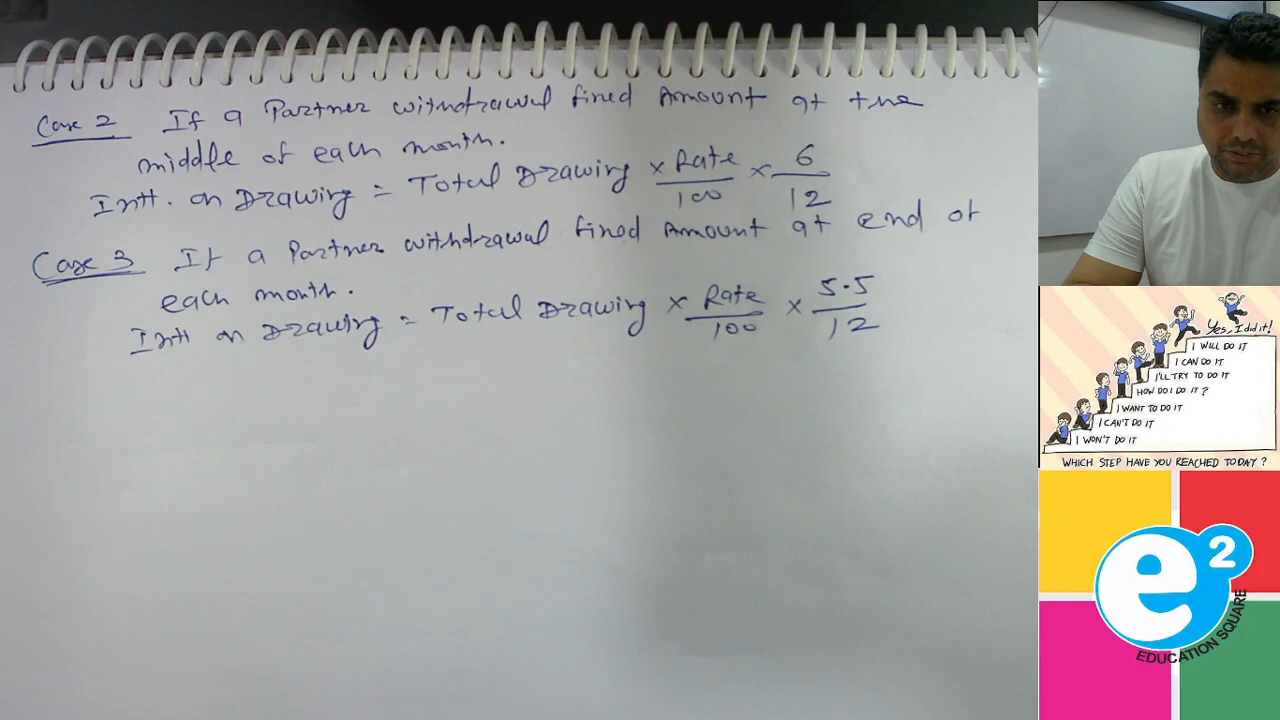 Case 2 If a Partner withdrawal fixed Amount at the
middle of each month.
Intt. on Drawing = Total Drawing × Rate/100 × 6/12
Case 3 If a Partner withdrawal fixed Amount at end of
each month.
Intt on Drawing = Total Drawing × Rate/100 × 5.5/12
Yes, I did it!
I WILL DO IT
I CAN DO IT
I'LL TRY TO DO IT
HOW DO I DO IT?
I WANT TO DO IT
I CAN'T DO IT
I WON'T DO IT
WHICH STEP HAVE YOU REACHED TODAY?
e2
EDUCATION SQUARE